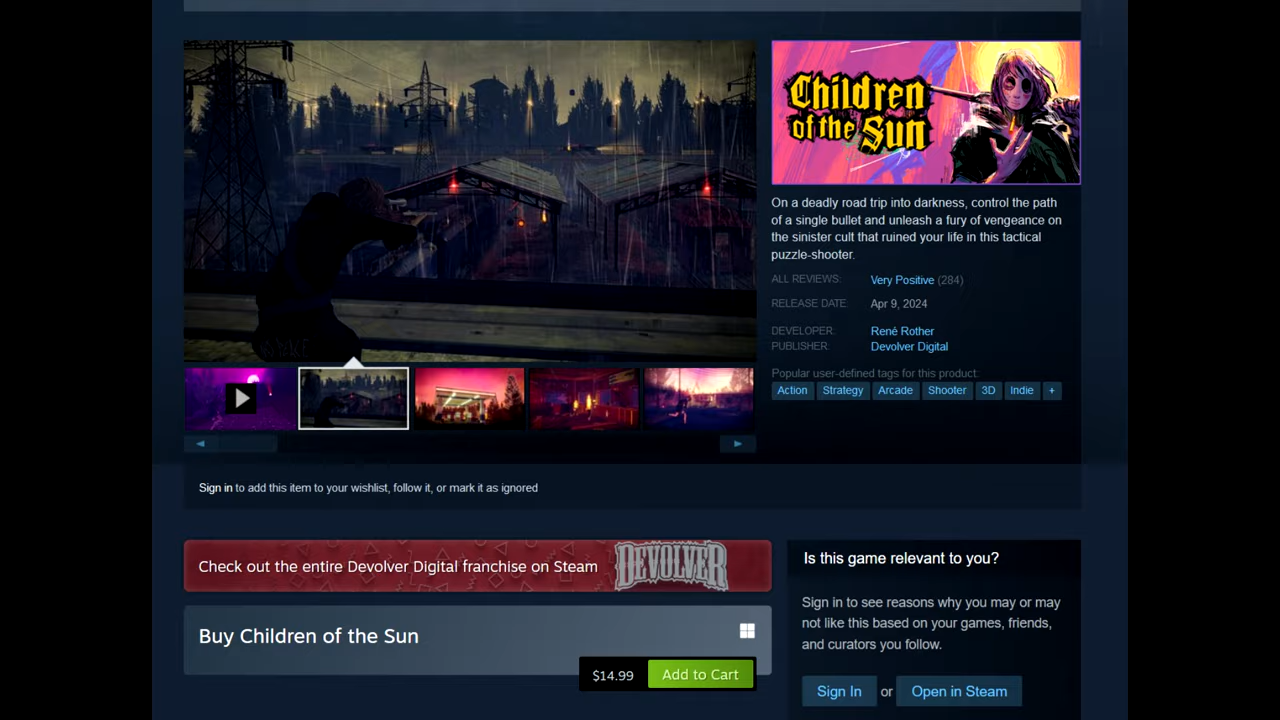 Children
of the Sun
On a deadly road trip into darkness, control the path
of a single bullet and unleash a fury of vengeance on
the sinister cult that ruined your life in this tactical
puzzle-shooter.
ALL REVIEWS: Very Positive (284)
RELEASE DATE: Apr 9, 2024
DEVELOPER: René Rother
PUBLISHER: Devolver Digital
Popular user-defined tags for this product:
Action Strategy Arcade Shooter 3D Indie +
Sign in to add this item to your wishlist, follow it, or mark it as ignored
Check out the entire Devolver Digital franchise on Steam DEVOLVER
Buy Children of the Sun
$14.99 Add to Cart
Is this game relevant to you?
Sign in to see reasons why you may or may
not like this based on your games, friends,
and curators you follow.
Sign In or Open in Steam